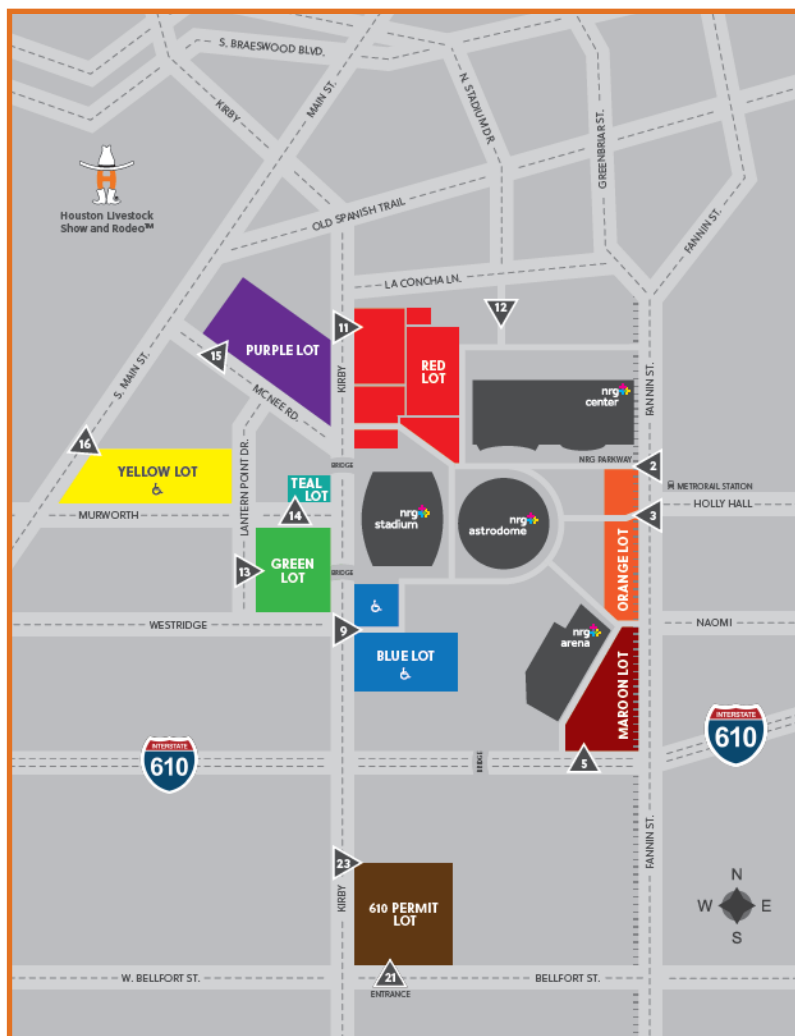 S. BRAESWOOD BLVD.
KIRBY
MAIN ST.
N. STADIUM DR.
GREENBRIAR ST.
FANNIN ST.
H
Houston Livestock
Show and Rodeo™
OLD SPANISH TRAIL
LA CONCHA LN.
12
11
15
PURPLE LOT
RED
LOT
S. MAIN ST.
KIRBY
MCNEE RD.
nrg
center
FANNIN ST.
16
YELLOW LOT
LANTERN POINT DR.
BRIDGE
NRG PARKWAY
2
TEAL
LOT
METRORAIL STATION
HOLLY HALL
3
MURWORTH
14
nrg
stadium
nrg
astrodome
ORANGE LOT
13
GREEN
LOT
BRIDGE
WESTRIDGE
9
NAOMI
BLUE LOT
nrg
arena
MAROON LOT
INTERSTATE
610
INTERSTATE
610
BRIDGE
5
FANNIN ST.
23
KIRBY
610 PERMIT
LOT
N
W
E
S
W. BELLFORT ST.
21
ENTRANCE
BELLFORT ST.